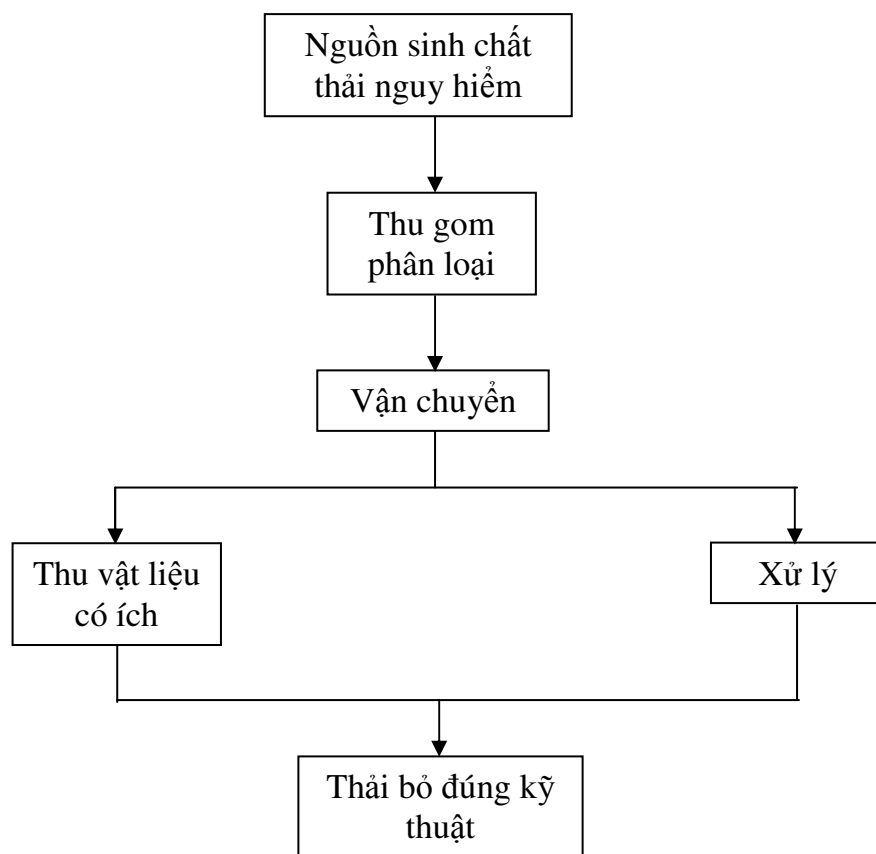 Nguồn sinh chất
thải nguy hiểm
Thu gom
phân loại
Vận chuyển
Thu vật liệu
có ích
Xử lý
Thải bỏ đúng kỹ
thuật